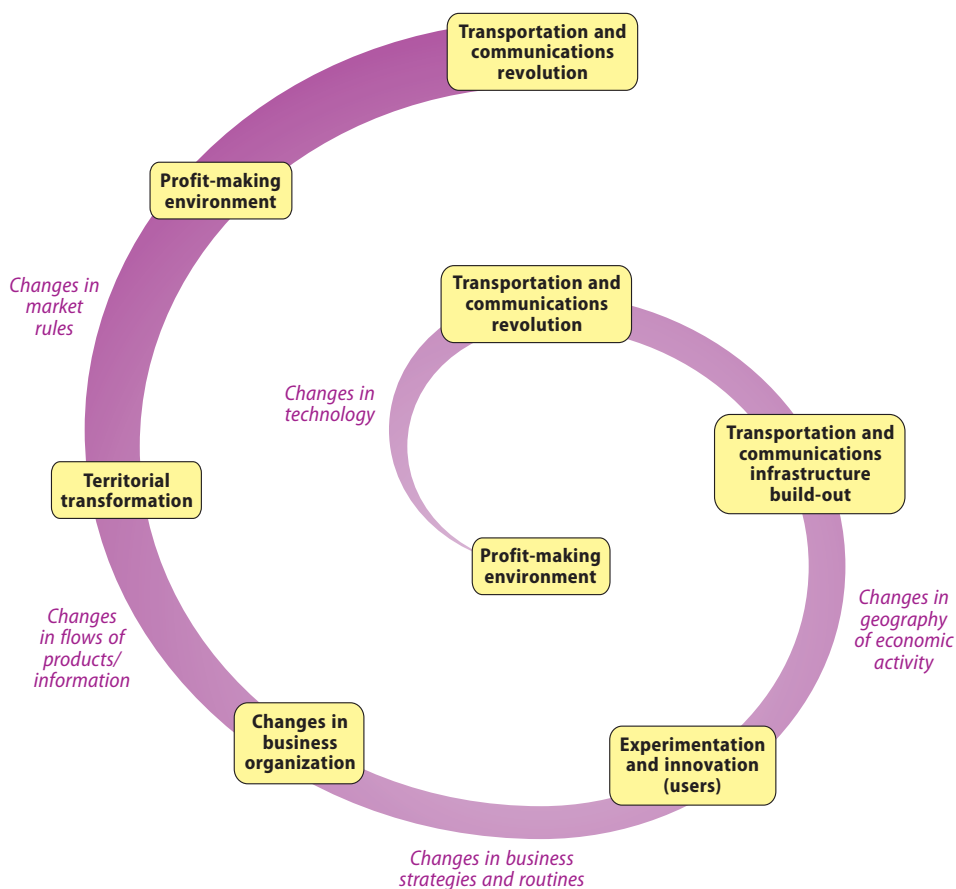 Transportation and
communications
revolution
Profit-making
environment
Changes in
market
rules
Transportation and
communications
revolution
Changes in
technology
Transportation and
communications
infrastructure
build-out
Territorial
transformation
Profit-making
environment
Changes
in flows of
products/
information
Changes in
geography
of economic
activity
Changes in
business
organization
Experimentation
and innovation
(users)
Changes in business
strategies and routines